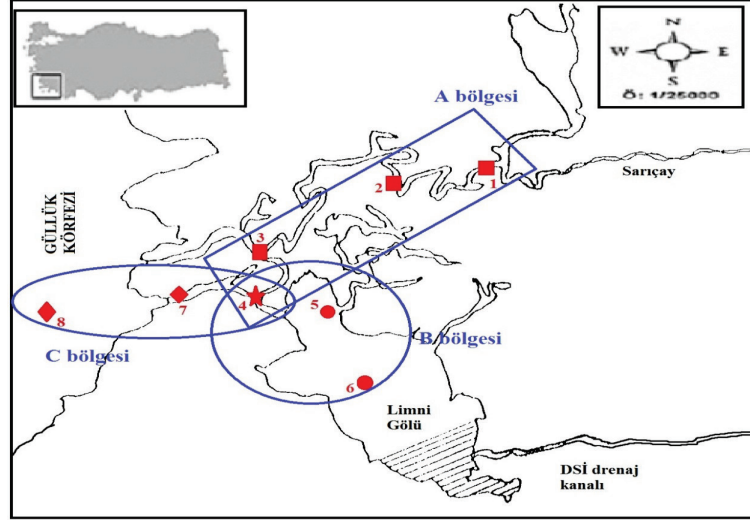 N
W E
S
Ö: 1/25000
A bölgesi
1
2
Sarıçay
GÜLLÜK
KÖRFEZİ
3
4
5
7
8
B bölgesi
C bölgesi
6
Limni
Gölü
DSİ drenaj
kanalı